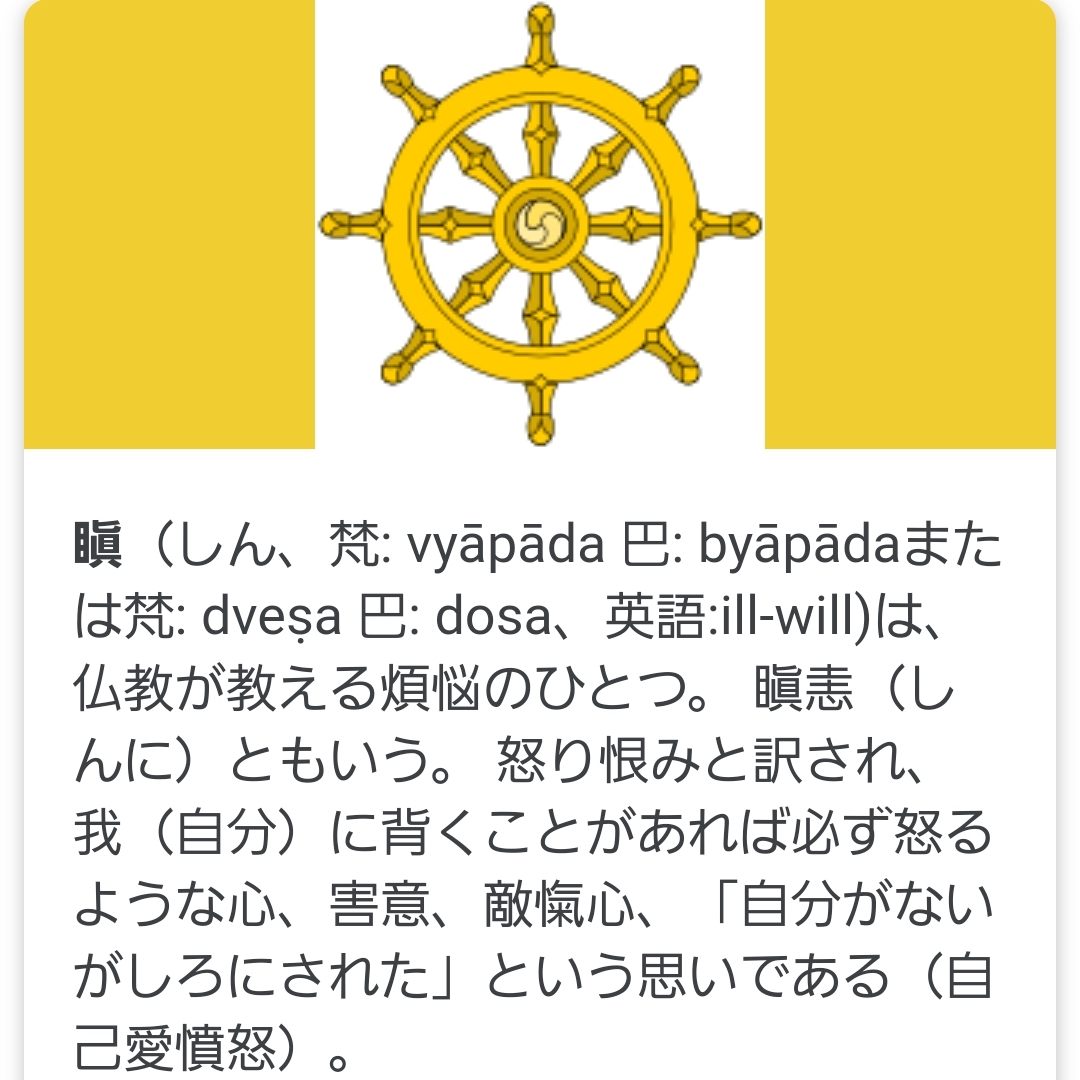 瞋（しん、梵: vyāpāda 巴: byāpādaまた
は梵: dveṣa 巴: dosa、英語:ill-will)は、
仏教が教える煩悩のひとつ。 瞋恚（し
んに）ともいう。 怒り恨みと訳され、
我（自分）に背くことがあれば必ず怒る
ような心、害意、敵愾心、「自分がない
がしろにされた」という思いである（自
己愛憤怒）。